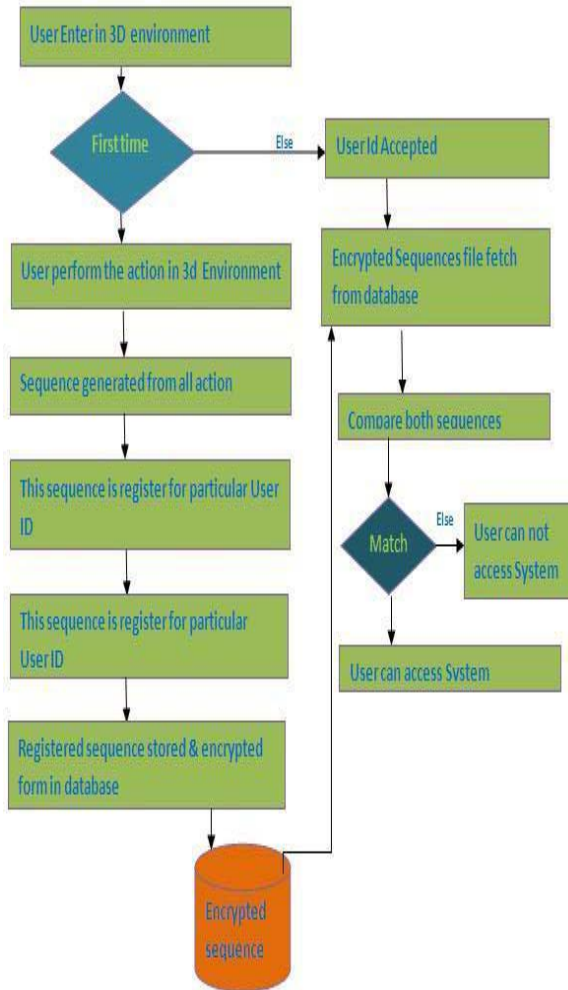 User Enter in 3D environment
First time
Else
User Id Accepted
User perform the action in 3d Environment
Encrypted Sequences file fetch
from database
Sequence generated from all action
Compare both sequences
This sequence is register for particular User
ID
Match
Else
User can not
access System
This sequence is register for particular
User ID
User can access System
Registered sequence stored & encrypted
form in database
Encrypted
sequence